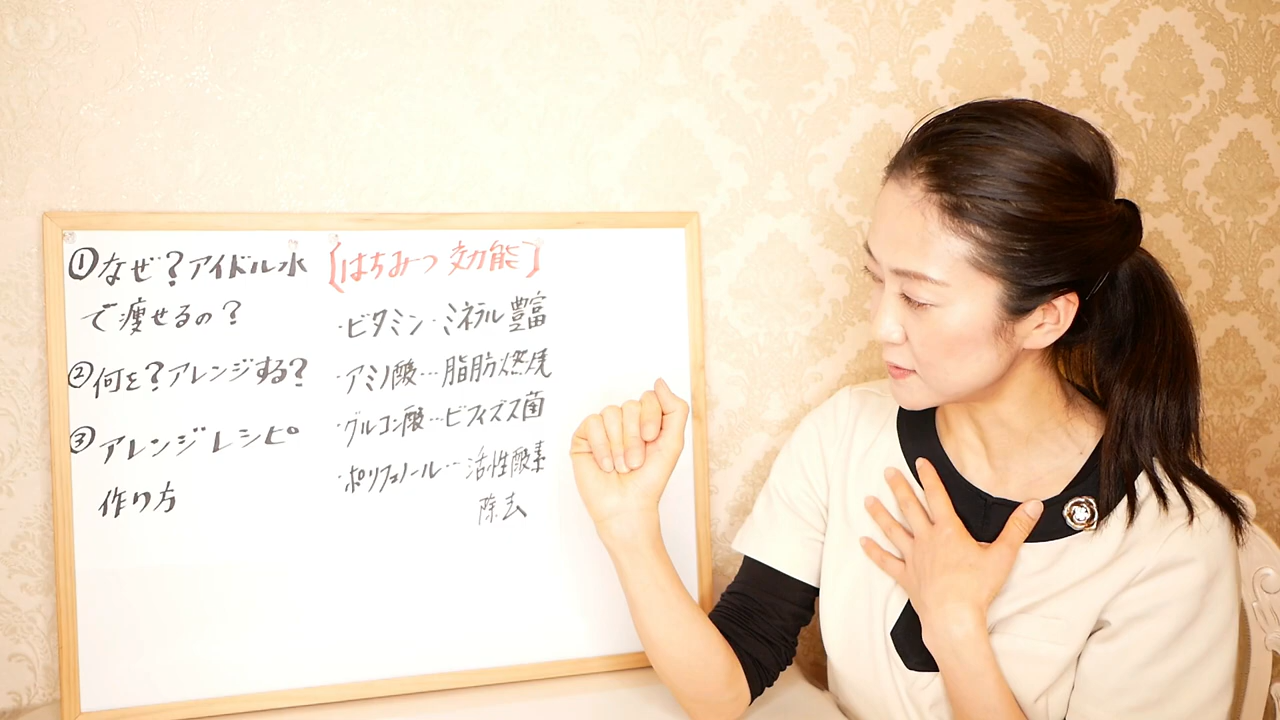 ①なぜ?アイドル水
で痩せるの?
②何を?アレンジする?
③アレンジレシピ
作り方
【はちみつ 効能】
・ビタミン・ミネラル豊富
・アミノ酸…脂肪燃焼
・グルコン酸…ビフィズス菌
・ポリフェノール…活性酸素
除去